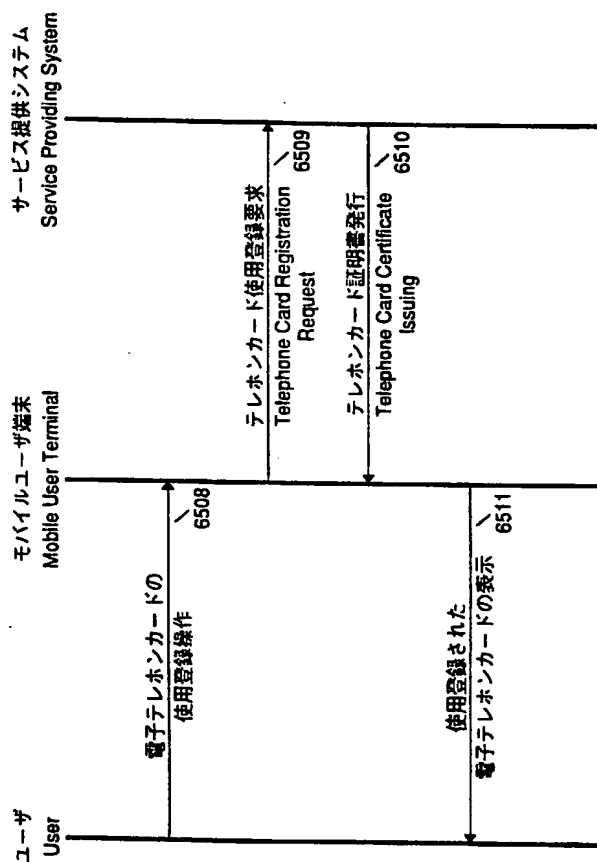 ユーザ
User
モバイルユーザ端末
Mobile User Terminal
サービス提供システム
Service Providing System
電子テレホンカードの
使用登録操作
6508
テレホンカード使用登録要求
Telephone Card Registration
Request
6509
テレホンカード証明書発行
Telephone Card Certificate
Issuing
6510
使用登録された
電子テレホンカードの表示
6511